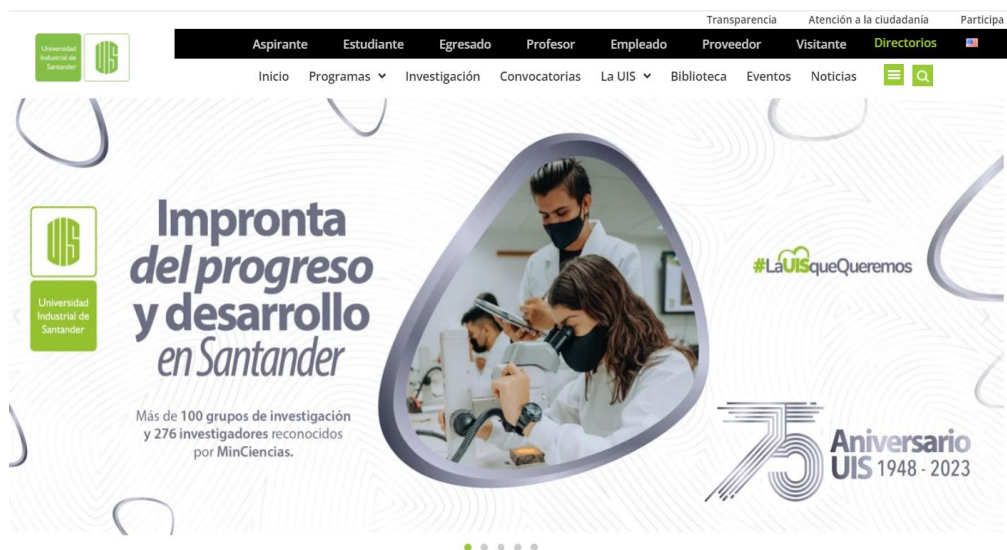 Transparencia Atención a la ciudadanía Participa
Universidad
Industrial de
Santander
UIS
Aspirante Estudiante Egresado Profesor Empleado Proveedor Visitante Directorios
Inicio Programas Investigación Convocatorias La UIS Biblioteca Eventos Noticias
UIS
Universidad
Industrial de
Santander
Impronta
del progreso
y desarrollo
en Santander
Más de 100 grupos de investigación
y 276 investigadores reconocidos
por MinCiencias.
#LaUISqueQueremos
75 Aniversario
UIS 1948 - 2023